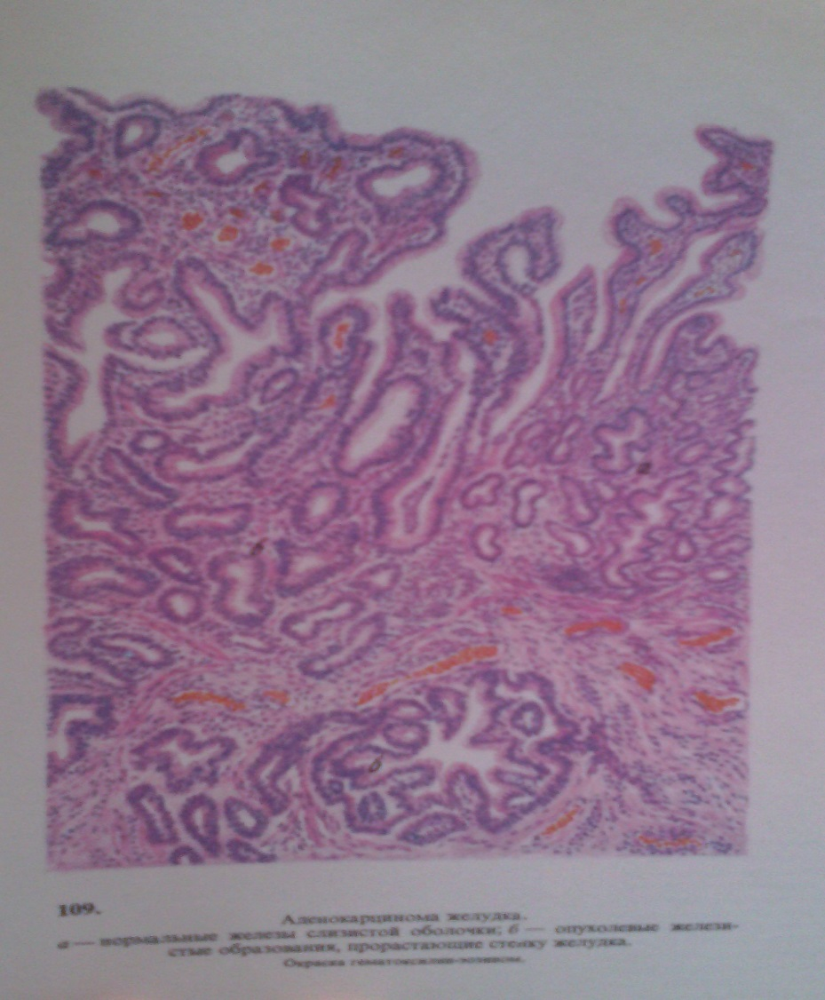 а
б
б
109.
Аденокарцинома желудка.
а — нормальные железы слизистой оболочки; б — опухолевые желези-
стые образования, прорастающие стенку желудка.
Окраска гематоксилин-эозином.